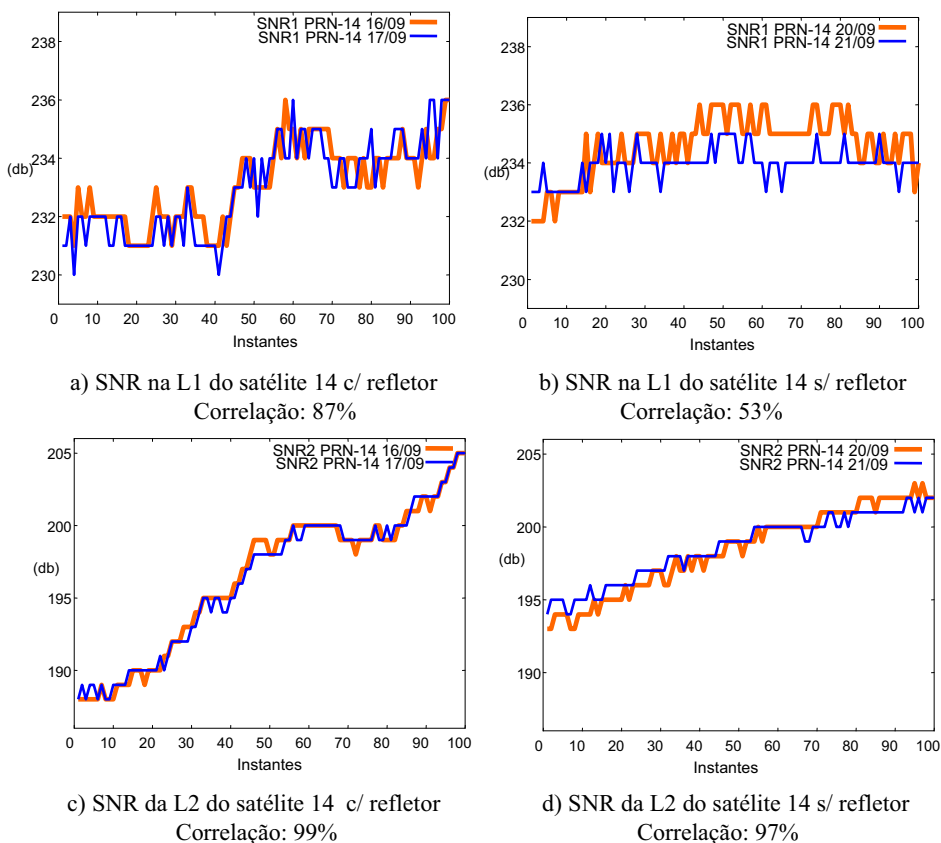 SNR1 PRN-14 16/09
SNR1 PRN-14 17/09
238
236
234
(db)
232
230
0 10 20 30 40 50 60 70 80 90 100
Instantes
a) SNR na L1 do satélite 14 c/ refletor
Correlação: 87%
SNR1 PRN-14 20/09
SNR1 PRN-14 21/09
238
236
234
(db)
232
230
0 10 20 30 40 50 60 70 80 90 100
Instantes
b) SNR na L1 do satélite 14 s/ refletor
Correlação: 53%
SNR2 PRN-14 16/09
SNR2 PRN-14 17/09
205
200
(db)
195
190
0 10 20 30 40 50 60 70 80 90 100
Instantes
c) SNR da L2 do satélite 14 c/ refletor
Correlação: 99%
SNR2 PRN-14 20/09
SNR2 PRN-14 21/09
205
200
(db)
195
190
0 10 20 30 40 50 60 70 80 90 100
Instantes
d) SNR da L2 do satélite 14 s/ refletor
Correlação: 97%